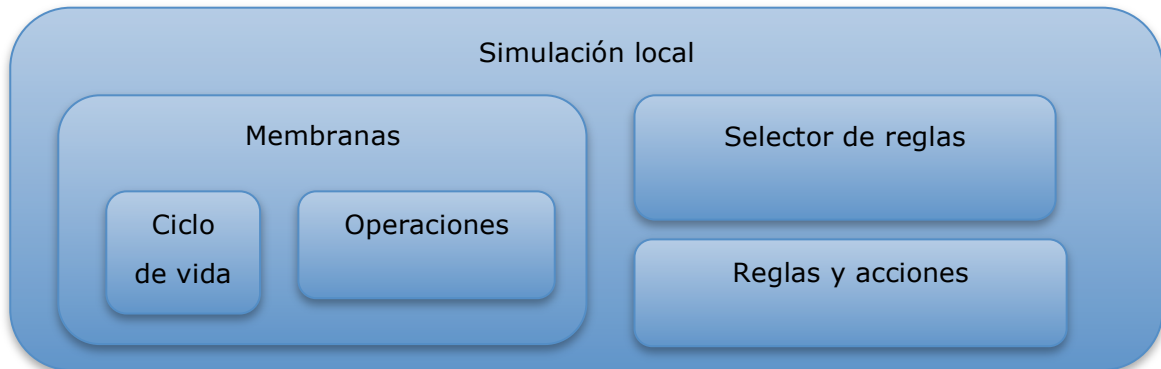 Simulación local
Membranas
Ciclo
de vida
Operaciones
Selector de reglas
Reglas y acciones